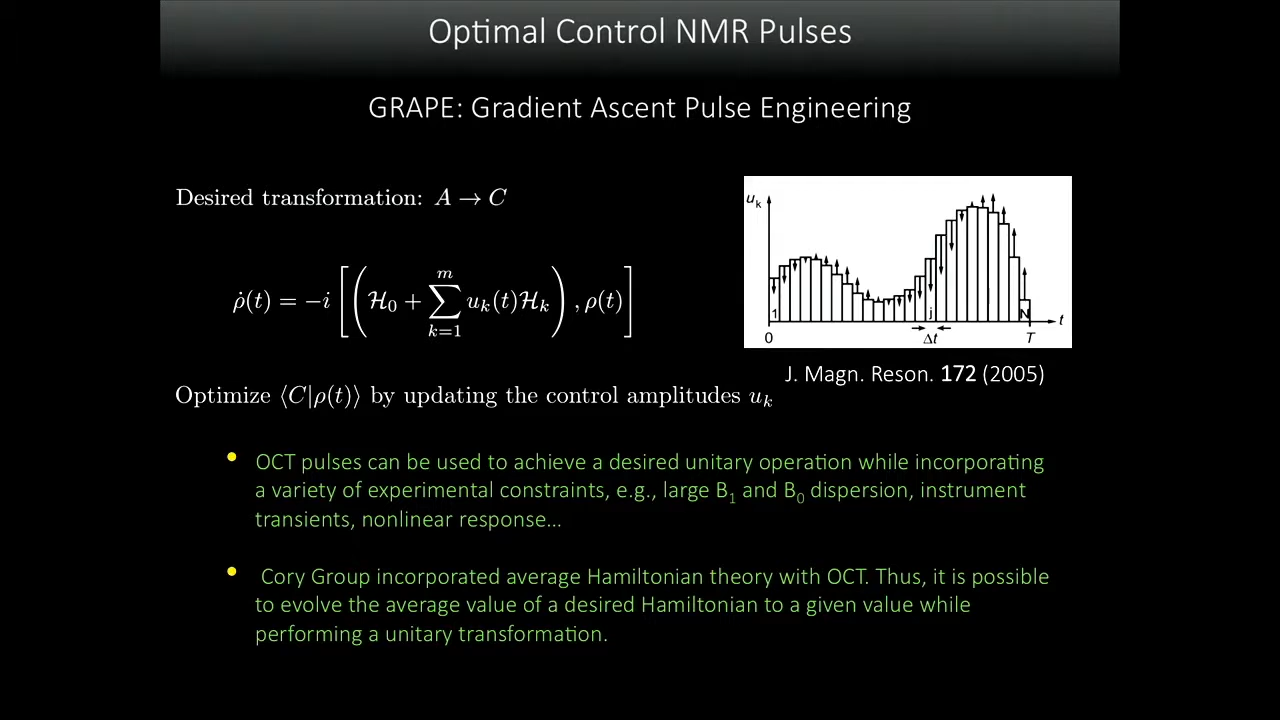 Optimal Control NMR Pulses
GRAPE: Gradient Ascent Pulse Engineering
Desired transformation: A → C
ρ̇(t) = −i [ ( ℋ₀ + ∑ₖ₌₁ᵐ uₖ(t)ℋₖ ) , ρ(t) ]
uₖ
1 j N
t
0 Δt T
J. Magn. Reson. 172 (2005)
Optimize ⟨C|ρ(t)⟩ by updating the control amplitudes uₖ
• OCT pulses can be used to achieve a desired unitary operation while incorporating
a variety of experimental constraints, e.g., large B₁ and B₀ dispersion, instrument
transients, nonlinear response...
• Cory Group incorporated average Hamiltonian theory with OCT. Thus, it is possible
to evolve the average value of a desired Hamiltonian to a given value while
performing a unitary transformation.